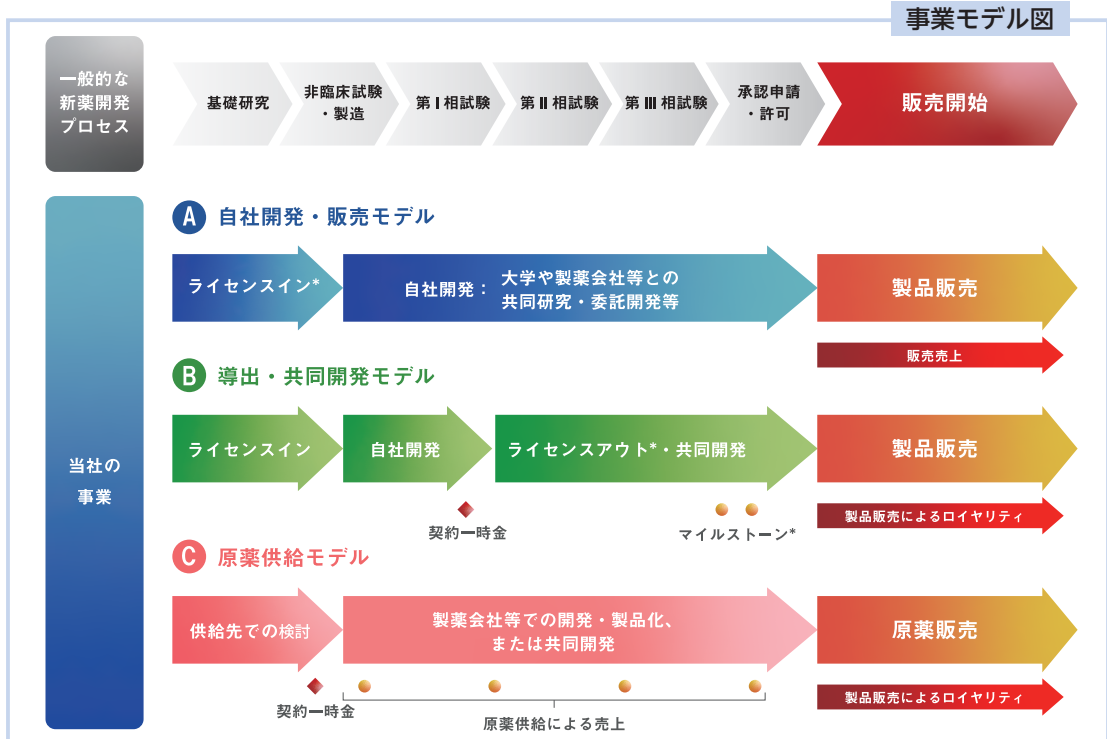 事業モデル図
一般的な
新薬開発
プロセス
基礎研究
非臨床試験
・製造
第Ⅰ相試験
第Ⅱ相試験
第Ⅲ相試験
承認申請
・許可
販売開始
当社の
事業
A 自社開発・販売モデル
ライセンスイン*
自社開発： 大学や製薬会社等との
共同研究・委託開発等
製品販売
販売売上
B 導出・共同開発モデル
ライセンスイン
自社開発
ライセンスアウト*・共同開発
製品販売
契約一時金
マイルストーン*
製品販売によるロイヤリティ
C 原薬供給モデル
供給先での検討
製薬会社等での開発・製品化、
または共同開発
原薬販売
契約一時金
原薬供給による売上
製品販売によるロイヤリティ